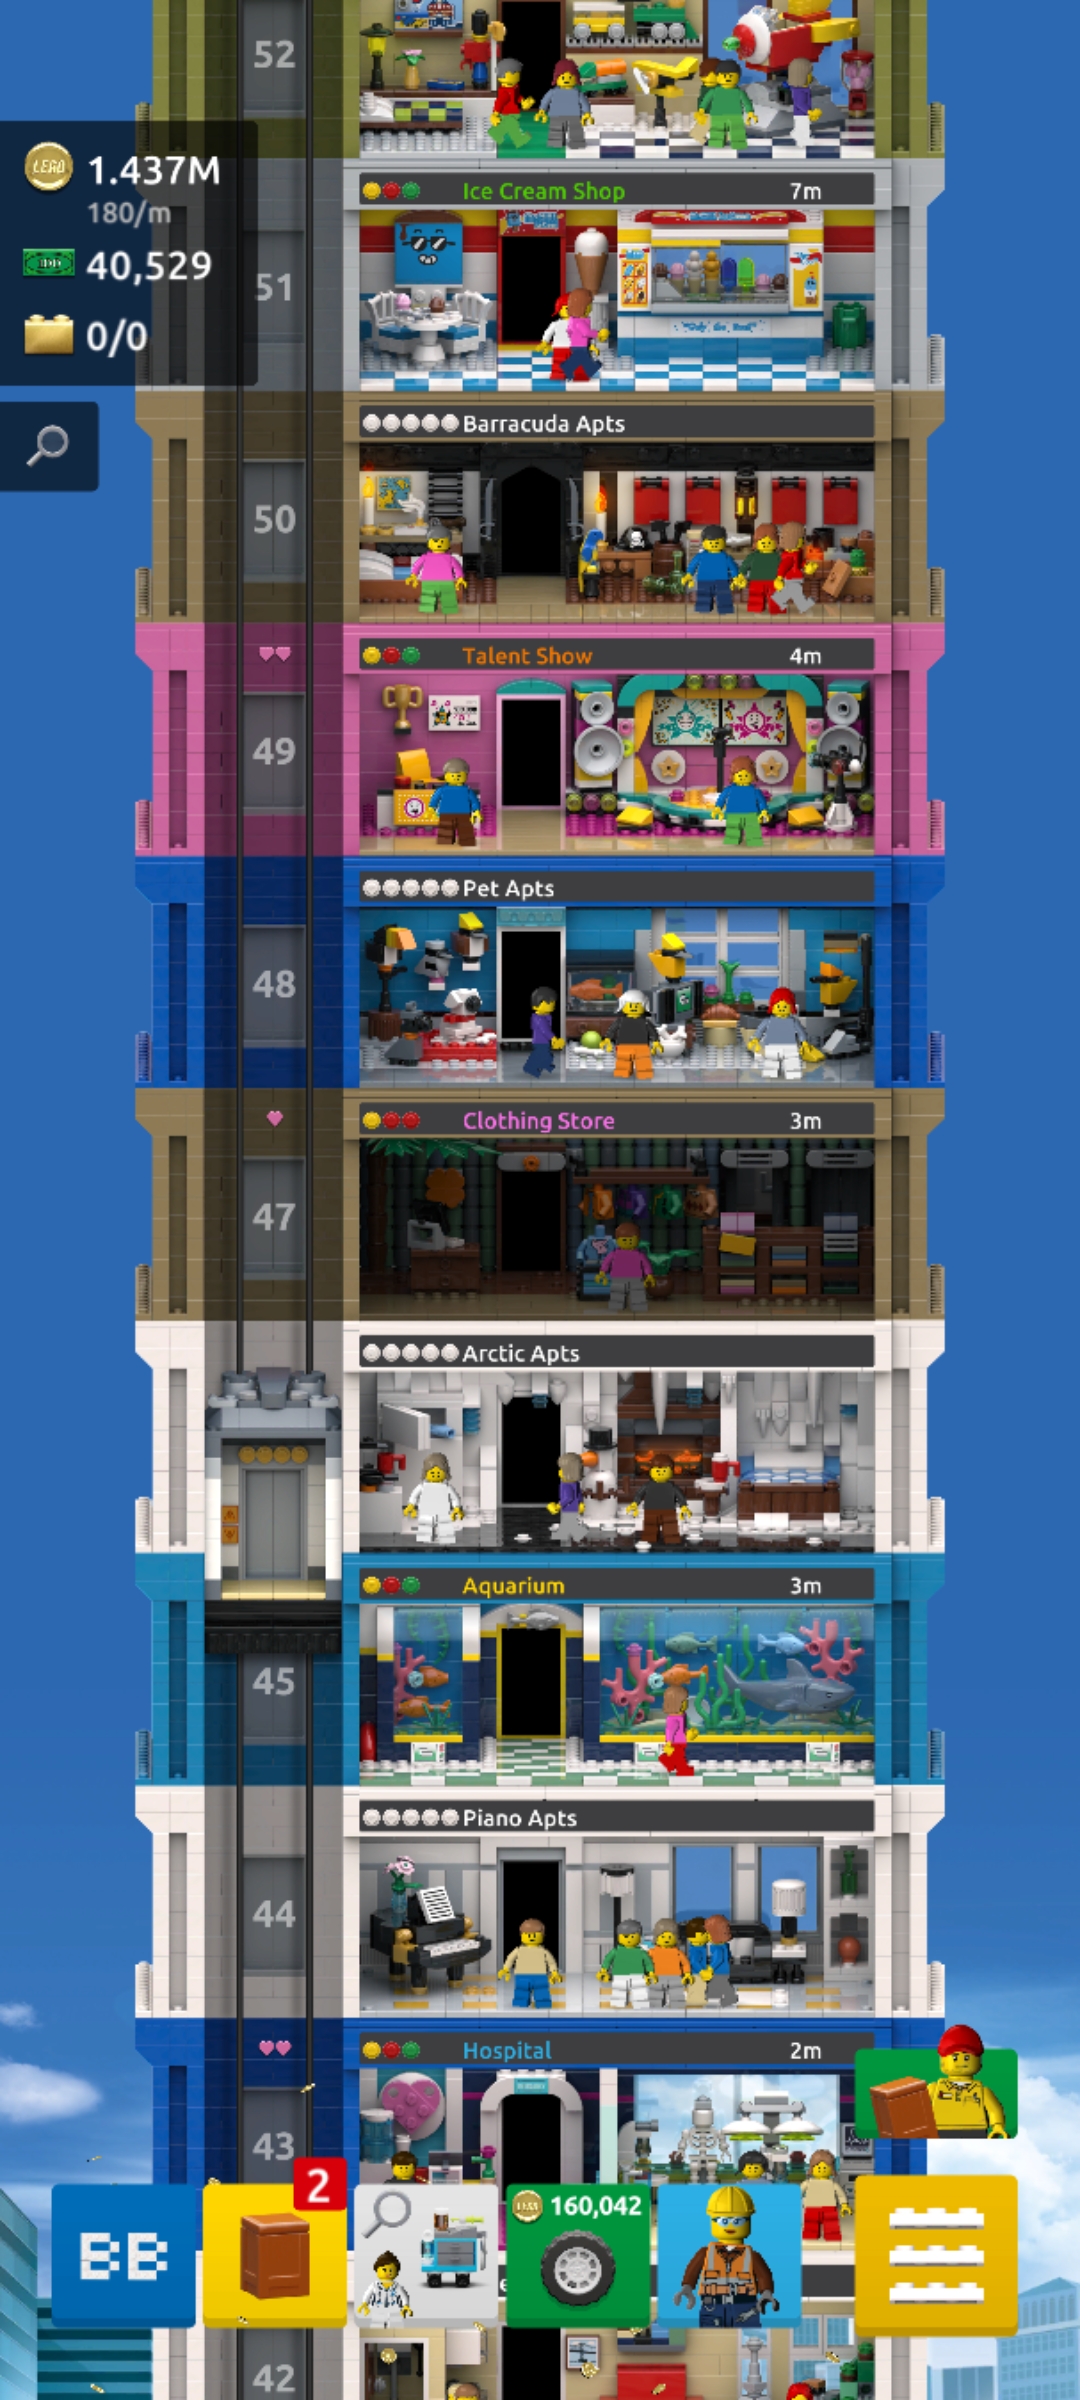 52
LEGO 1.437M
180/m
40,529
0/0
Ice Cream Shop 7m
51
Barracuda Apts
50
Talent Show 4m
49
Pet Apts
48
Clothing Store 3m
47
Arctic Apts
Aquarium 3m
45
Piano Apts
44
Hospital 2m
43
2
160,042
BB
42